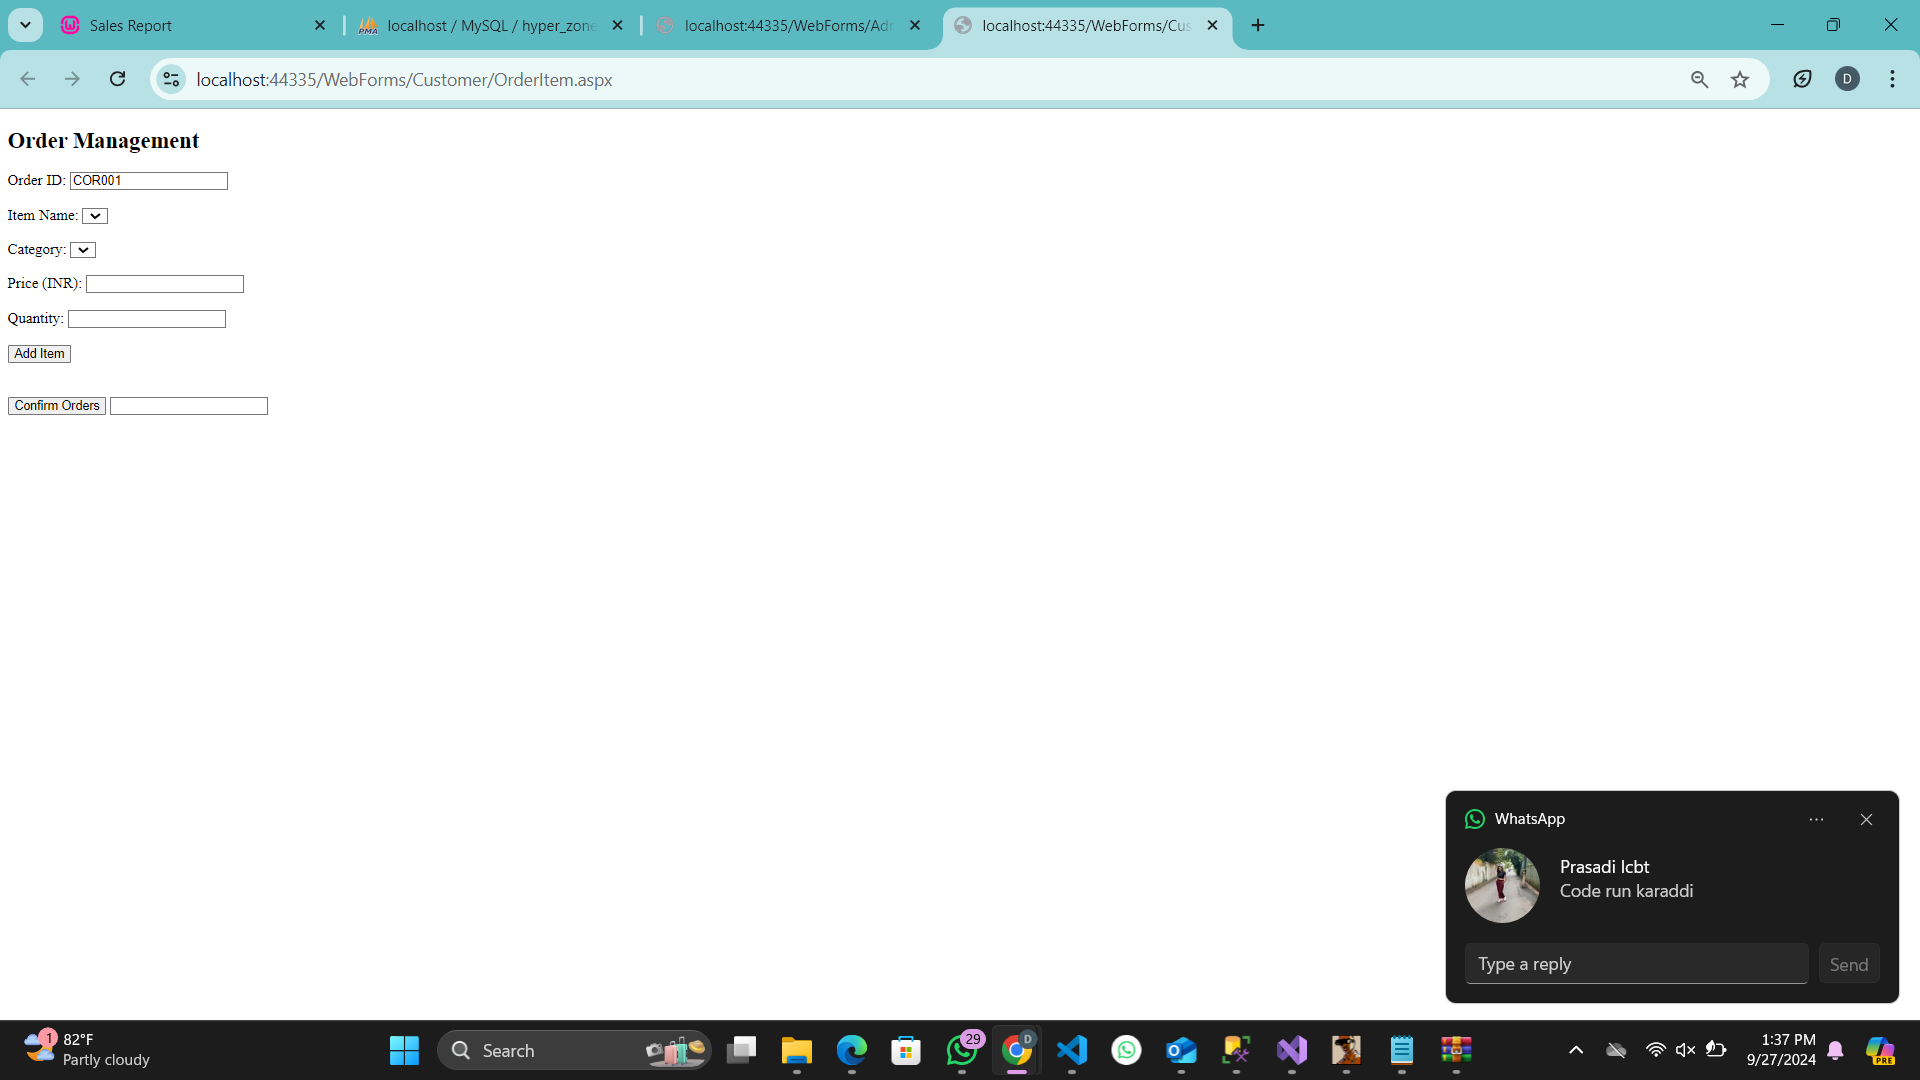 Sales Report
localhost / MySQL / hyper_zone
localhost:44335/WebForms/Adr
localhost:44335/WebForms/Cus
localhost:44335/WebForms/Customer/OrderItem.aspx
D
Order Management
Order ID: COR001
Item Name:
Category:
Price (INR):
Quantity:
Add Item
Confirm Orders
WhatsApp
Prasadi Icbt
Code run karaddi
Type a reply
Send
1
82°F
Partly cloudy
Search
29
D
1:37 PM
9/27/2024
PRE